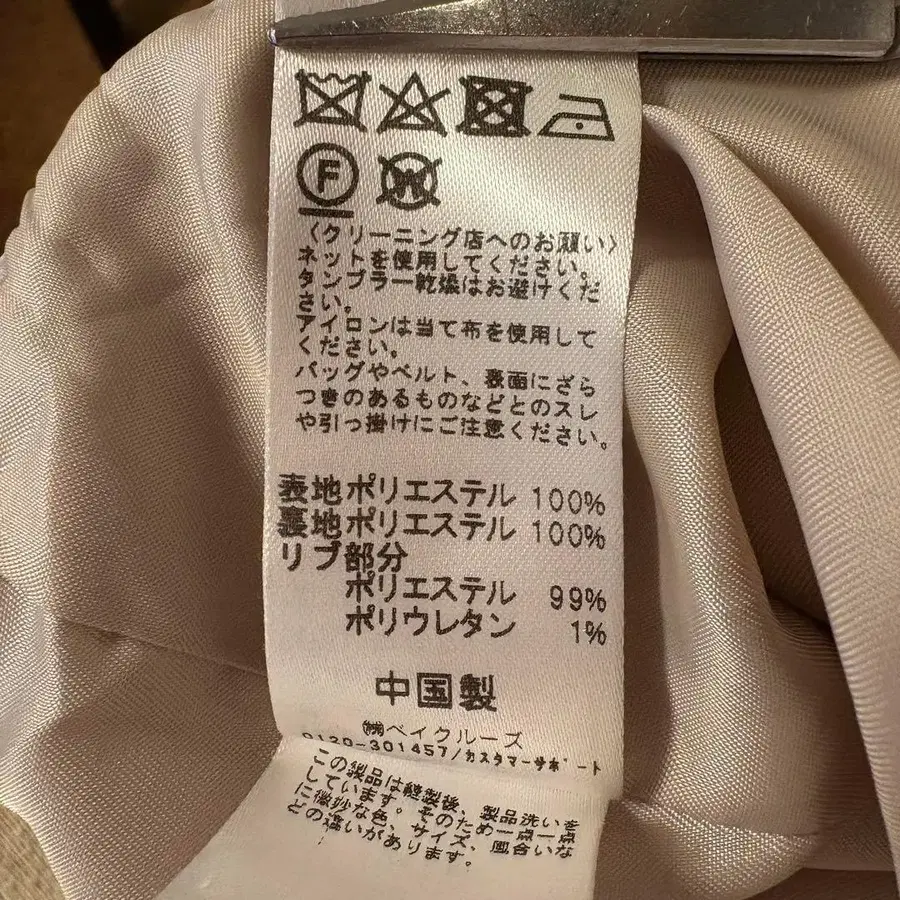 F
W
〈クリーニング店へのお願い〉
ネットを使用してください。
タンブラー乾燥はお避けくだ
さい。
アイロンは当て布を使用して
ください。
バッグやベルト、表面にざら
つきのあるものなどとのスレ
や引っ掛けにご注意ください。
表地ポリエステル 100%
裏地ポリエステル 100%
リブ部分
ポリエステル 99%
ポリウレタン 1%
中国製
㈱ベイクルーズ
0120-301457/カスタマーサポート
この製品は縫製後、製品洗いを
しています。そのため一点一点
に微妙な色、サイズ、風合いな
どの違いがあります。